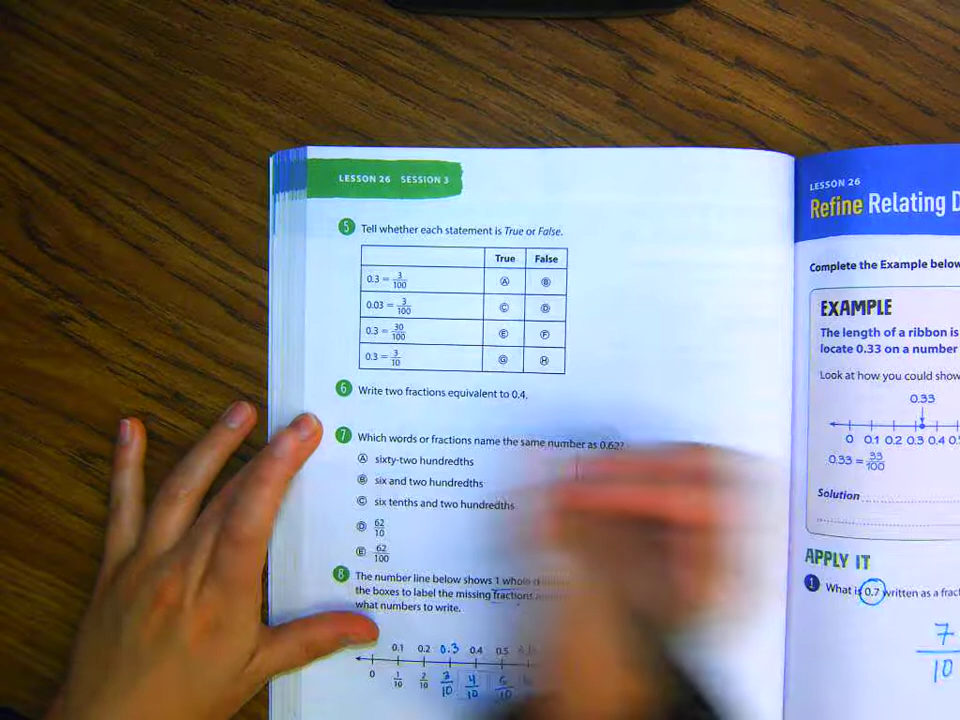 LESSON 26 SESSION 3
5 Tell whether each statement is True or False.
True False
0.3 = 3/100 A B
0.03 = 3/100 C D
0.3 = 30/100 E F
0.3 = 3/10 G H
6 Write two fractions equivalent to 0.4.
7 Which words or fractions name the same number as 0.62?
A sixty-two hundredths
B six and two hundredths
C six tenths and two hundredths
D 62/10
E 62/100
8 The number line below shows 1 whole
the boxes to label the missing fractions
what numbers to write.
0.1 0.2 0.3 0.4 0.5
0 1/10 2/10 3/10 4/10 5/10
LESSON 26
Refine Relating
Complete the Example below
EXAMPLE
The length of a ribbon is
locate 0.33 on a number
Look at how you could show
0.33
0 0.1 0.2 0.3 0.4
0.33 = 33/100
Solution
APPLY IT
1 What is 0.7 written as a
7/10